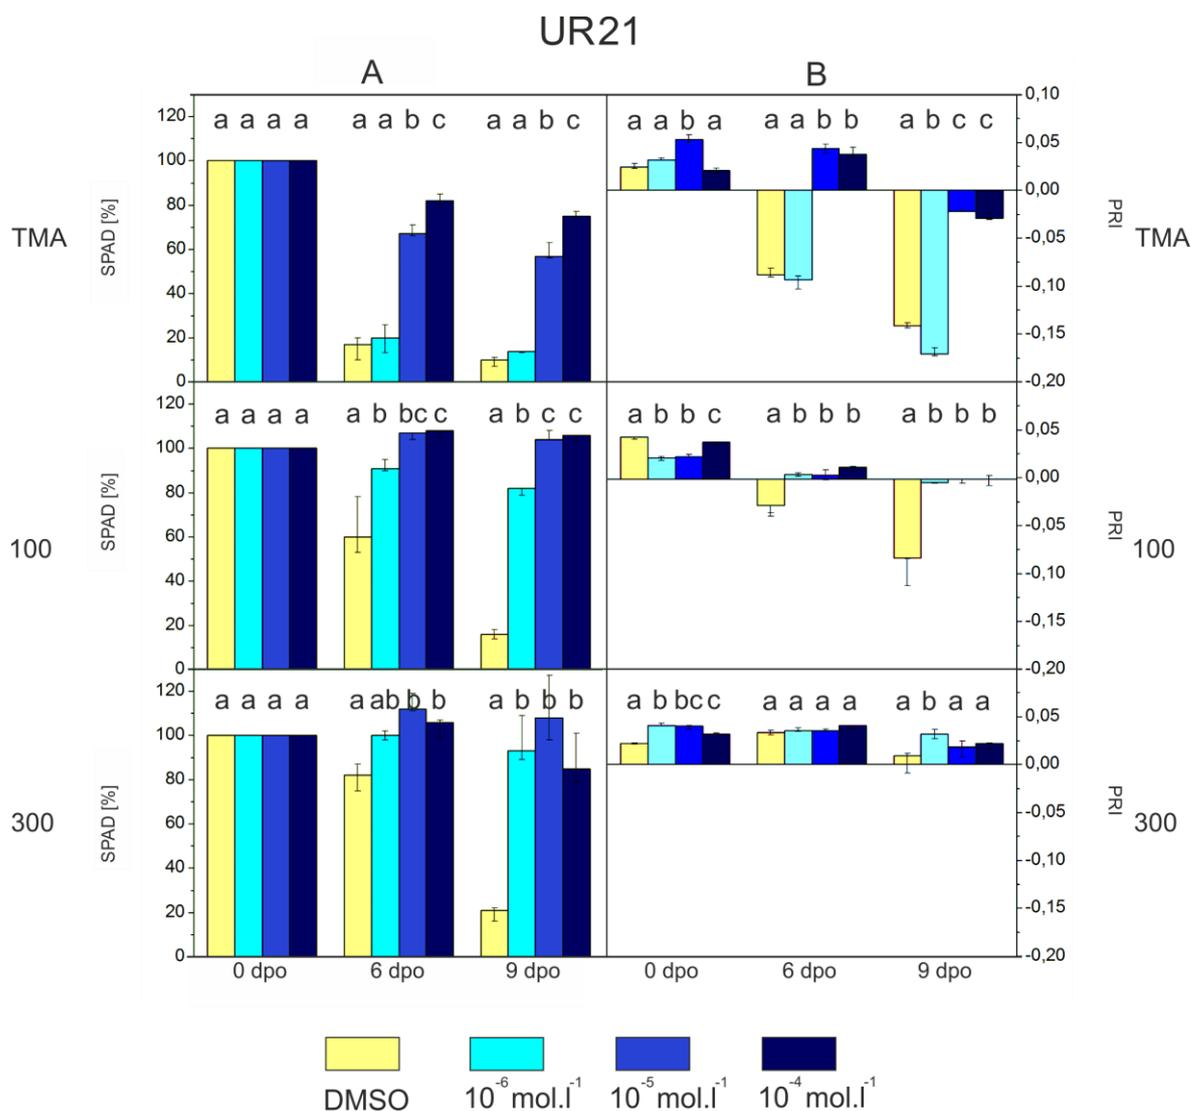 UR21
A B
120 a a a a a a b c a a b c a a b a a a b b a b c c 0,10
100 0,05
80 0,00
TMA SPAD [%] 60 -0,05 PRI TMA
40 -0,10
20 -0,15
0 -0,20
120 a a a a a b bc c a b c c a b b c a b b b a b b b 0,05
100 0,00
80 -0,05
100 SPAD [%] 60 -0,10 PRI 100
40 -0,15
20 -0,20
0
120 a a a a a ab b b a b b b a b bc c a a a a a b a a 0,05
100 0,00
80 -0,05
300 SPAD [%] 60 -0,10 PRI 300
40 -0,15
20 -0,20
0
0 dpo 6 dpo 9 dpo 0 dpo 6 dpo 9 dpo
DMSO 10⁻⁶ mol.l⁻¹ 10⁻⁵ mol.l⁻¹ 10⁻⁴ mol.l⁻¹